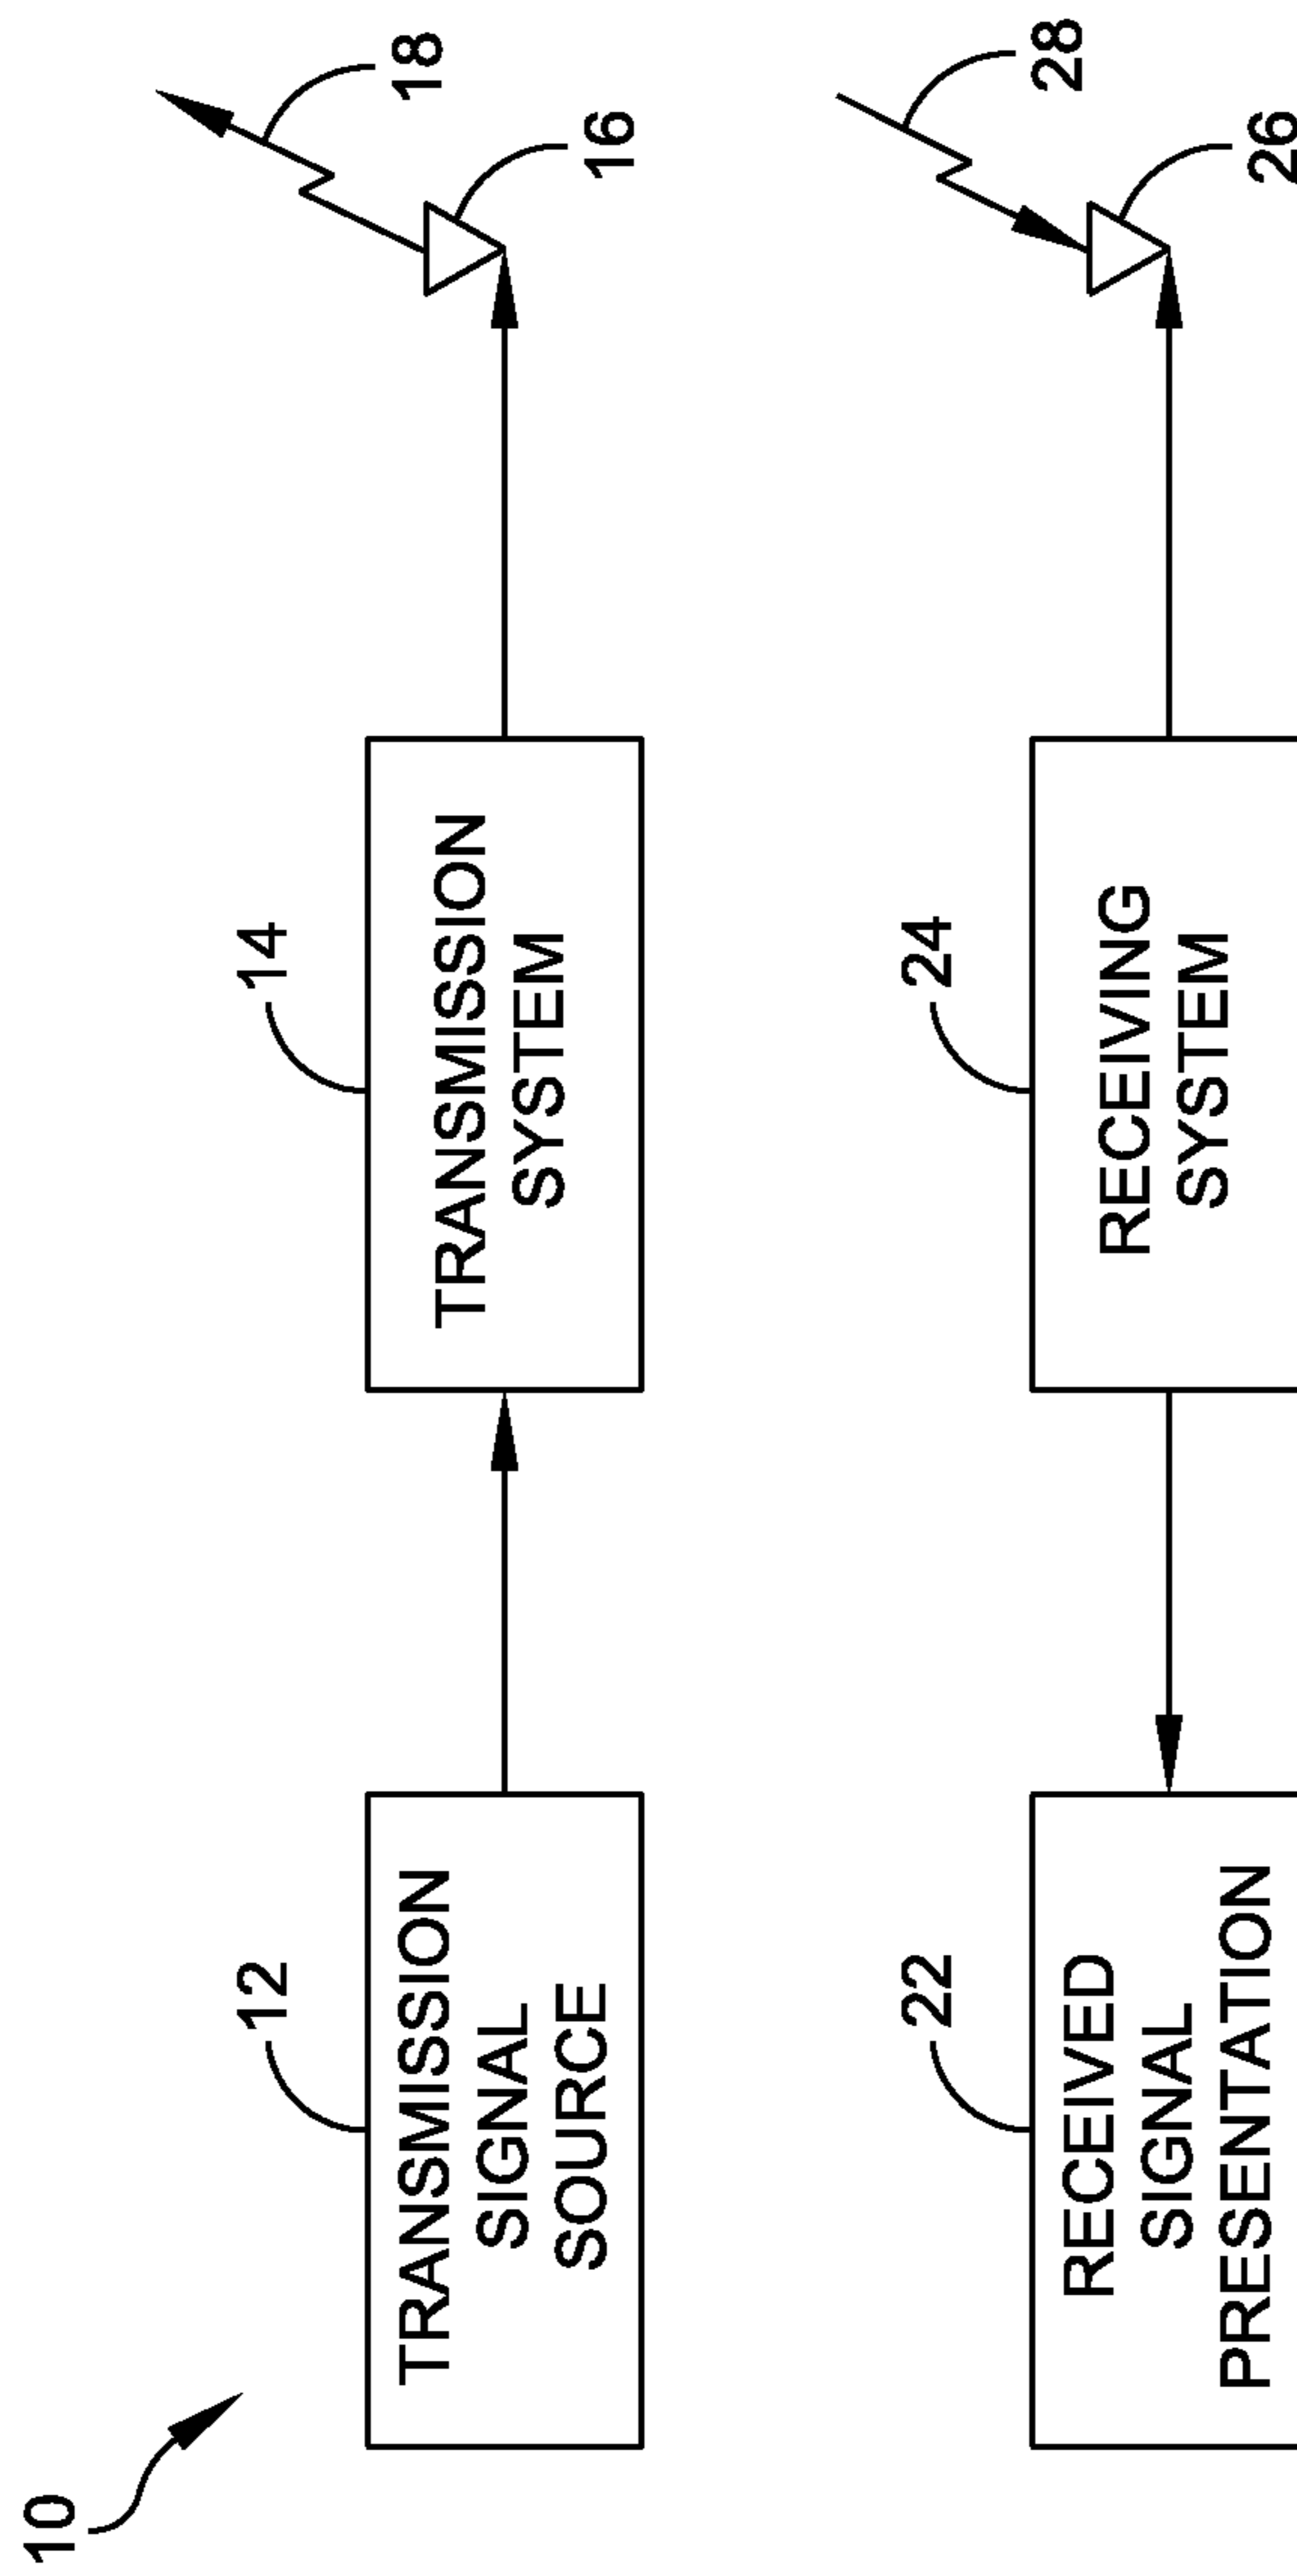 10
12
TRANSMISSION
SIGNAL
SOURCE
14
TRANSMISSION
SYSTEM
16
18
22
RECEIVED
SIGNAL
PRESENTATION
24
RECEIVING
SYSTEM
26
28